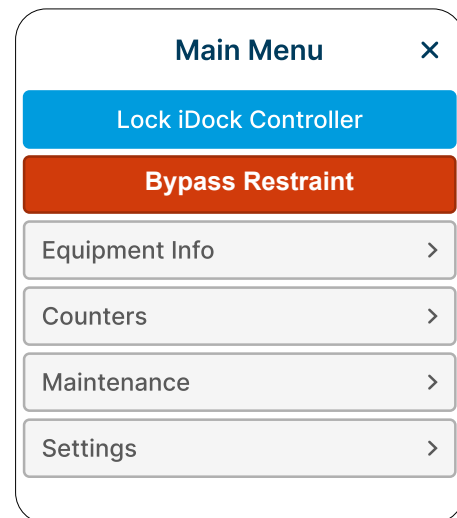 Main Menu
Lock iDock Controller
Bypass Restraint
Equipment Info
Counters
Maintenance
Settings